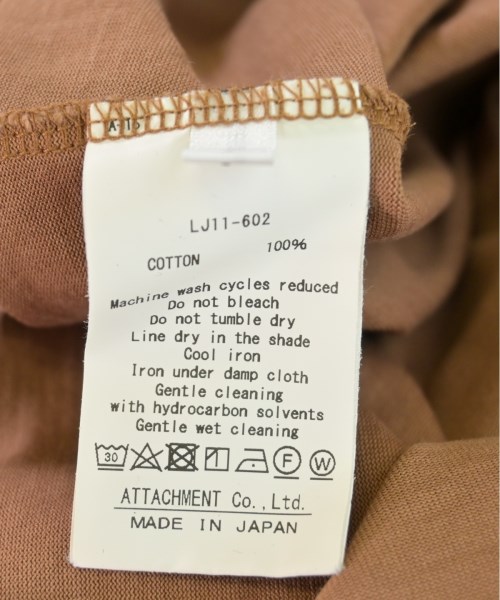 LJ11-602
COTTON 100%
Machine wash cycles reduced
Do not bleach
Do not tumble dry
Line dry in the shade
Cool iron
Iron under damp cloth
Gentle cleaning
with hydrocarbon solvents
Gentle wet cleaning
30 F W
ATTACHMENT Co., Ltd.
MADE IN JAPAN